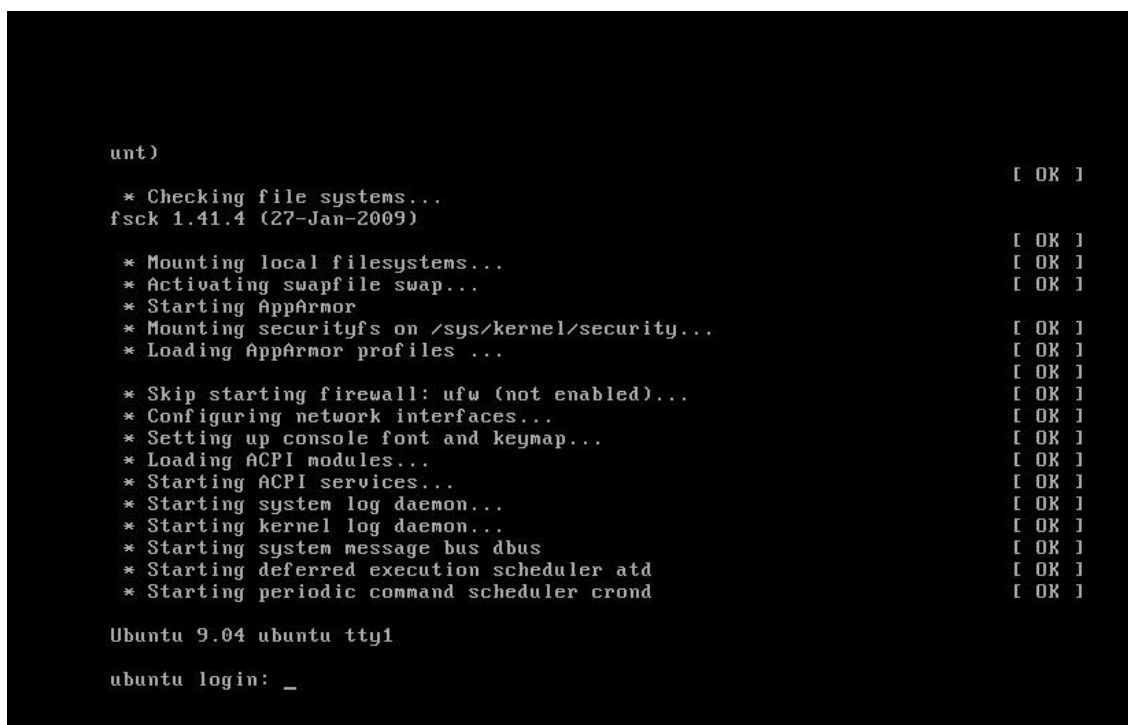 unt)
[ OK ]
* Checking file systems...
fsck 1.41.4 (27-Jan-2009)
[ OK ]
* Mounting local filesystems... [ OK ]
* Activating swapfile swap... [ OK ]
* Starting AppArmor
* Mounting securityfs on /sys/kernel/security... [ OK ]
* Loading AppArmor profiles ... [ OK ]
[ OK ]
* Skip starting firewall: ufw (not enabled)... [ OK ]
* Configuring network interfaces... [ OK ]
* Setting up console font and keymap... [ OK ]
* Loading ACPI modules... [ OK ]
* Starting ACPI services... [ OK ]
* Starting system log daemon... [ OK ]
* Starting kernel log daemon... [ OK ]
* Starting system message bus dbus [ OK ]
* Starting deferred execution scheduler atd [ OK ]
* Starting periodic command scheduler crond [ OK ]
Ubuntu 9.04 ubuntu tty1
ubuntu login: _